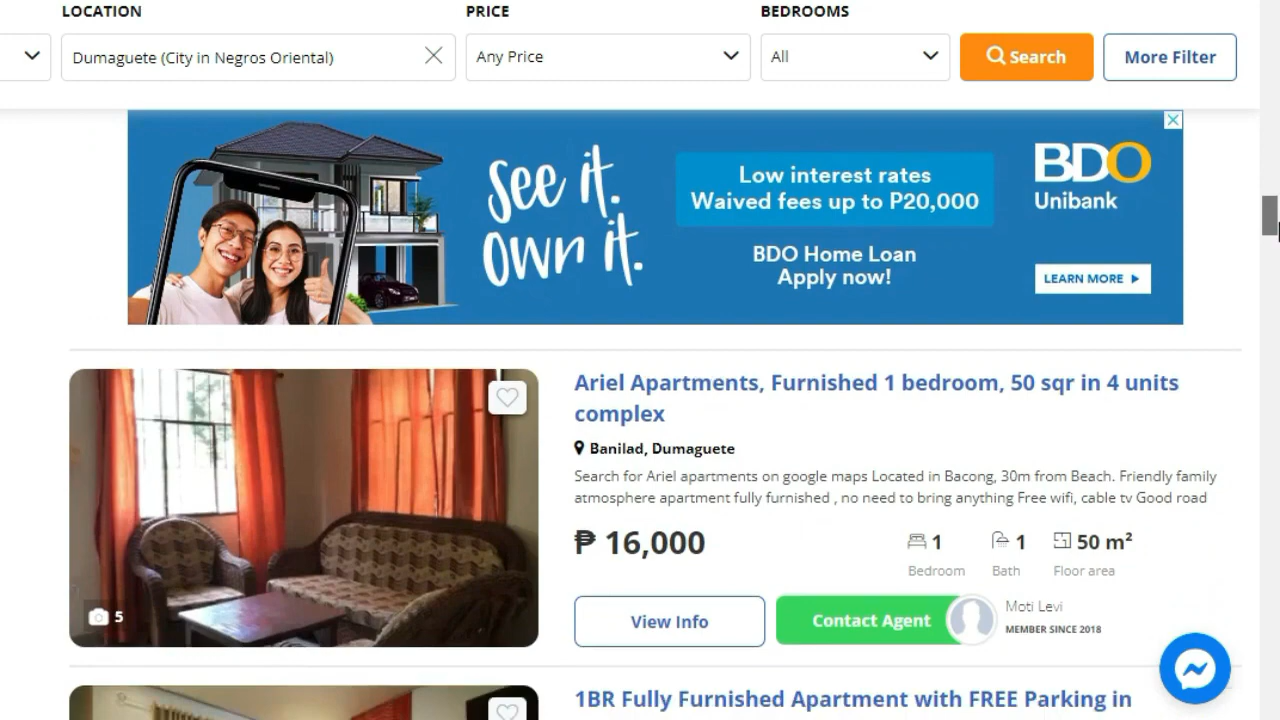 LOCATION
PRICE
BEDROOMS
Dumaguete (City in Negros Oriental)
Any Price
All
Search
More Filter
See it.
own it.
Low interest rates
Waived fees up to P20,000
BDO Home Loan
Apply now!
BDO
Unibank
LEARN MORE
Ariel Apartments, Furnished 1 bedroom, 50 sqr in 4 units
complex
Banilad, Dumaguete
Search for Ariel apartments on google maps Located in Bacong, 30m from Beach. Friendly family
atmosphere apartment fully furnished , no need to bring anything Free wifi, cable tv Good road
₱ 16,000
1
1
50 m²
Bedroom
Bath
Floor area
5
View Info
Contact Agent
Moti Levi
MEMBER SINCE 2018
1BR Fully Furnished Apartment with FREE Parking in